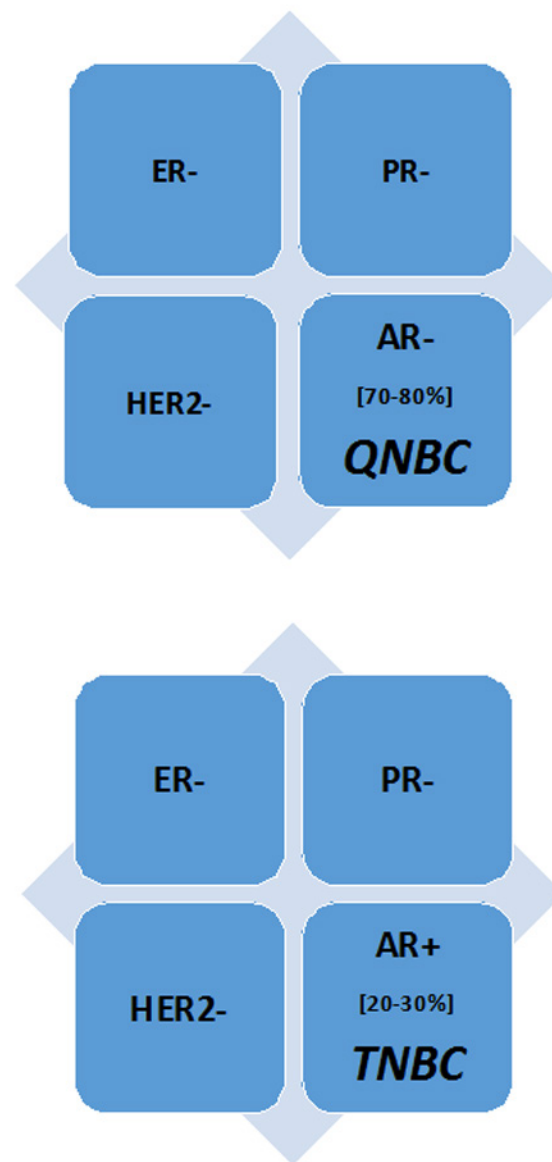 ER-
PR-
HER2-
AR-
[70-80%]
QNBC
ER-
PR-
HER2-
AR+
[20-30%]
TNBC